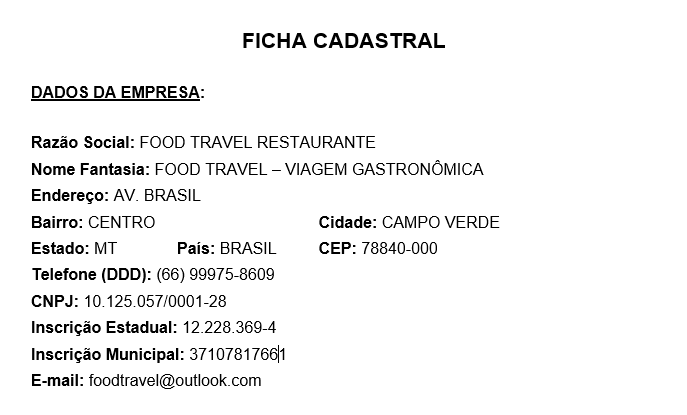 FICHA CADASTRAL
DADOS DA EMPRESA:
Razão Social: FOOD TRAVEL RESTAURANTE
Nome Fantasia: FOOD TRAVEL – VIAGEM GASTRONÔMICA
Endereço: AV. BRASIL
Bairro: CENTRO Cidade: CAMPO VERDE
Estado: MT País: BRASIL CEP: 78840-000
Telefone (DDD): (66) 99975-8609
CNPJ: 10.125.057/0001-28
Inscrição Estadual: 12.228.369-4
Inscrição Municipal: 37107817661
E-mail: foodtravel@outlook.com